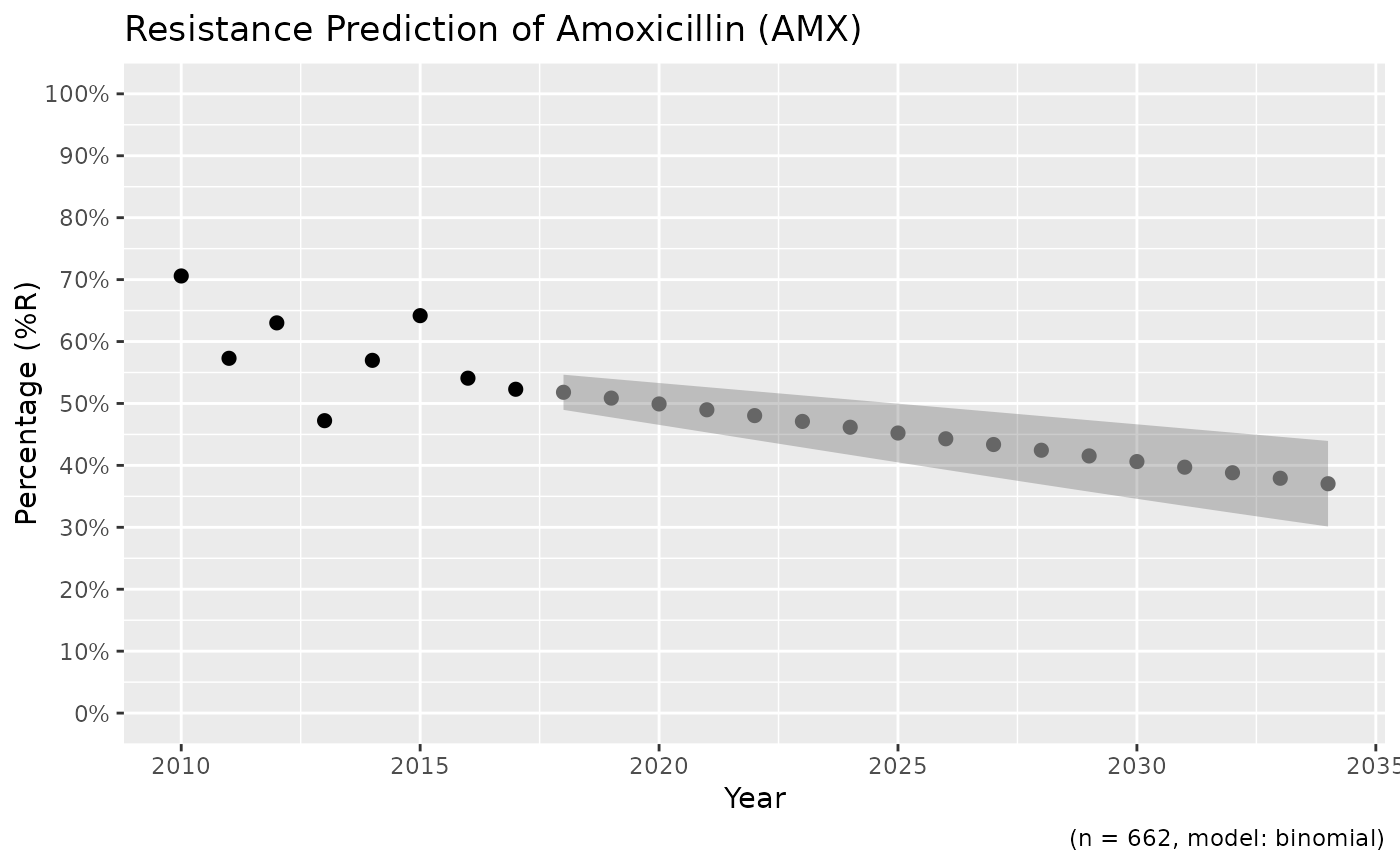 Resistance Prediction of Amoxicillin (AMX)
100%
90%
80%
70%
60%
50%
40%
30%
20%
10%
0%
Percentage (%R)
2010 2015 2020 2025 2030 2035
Year
(n = 662, model: binomial)